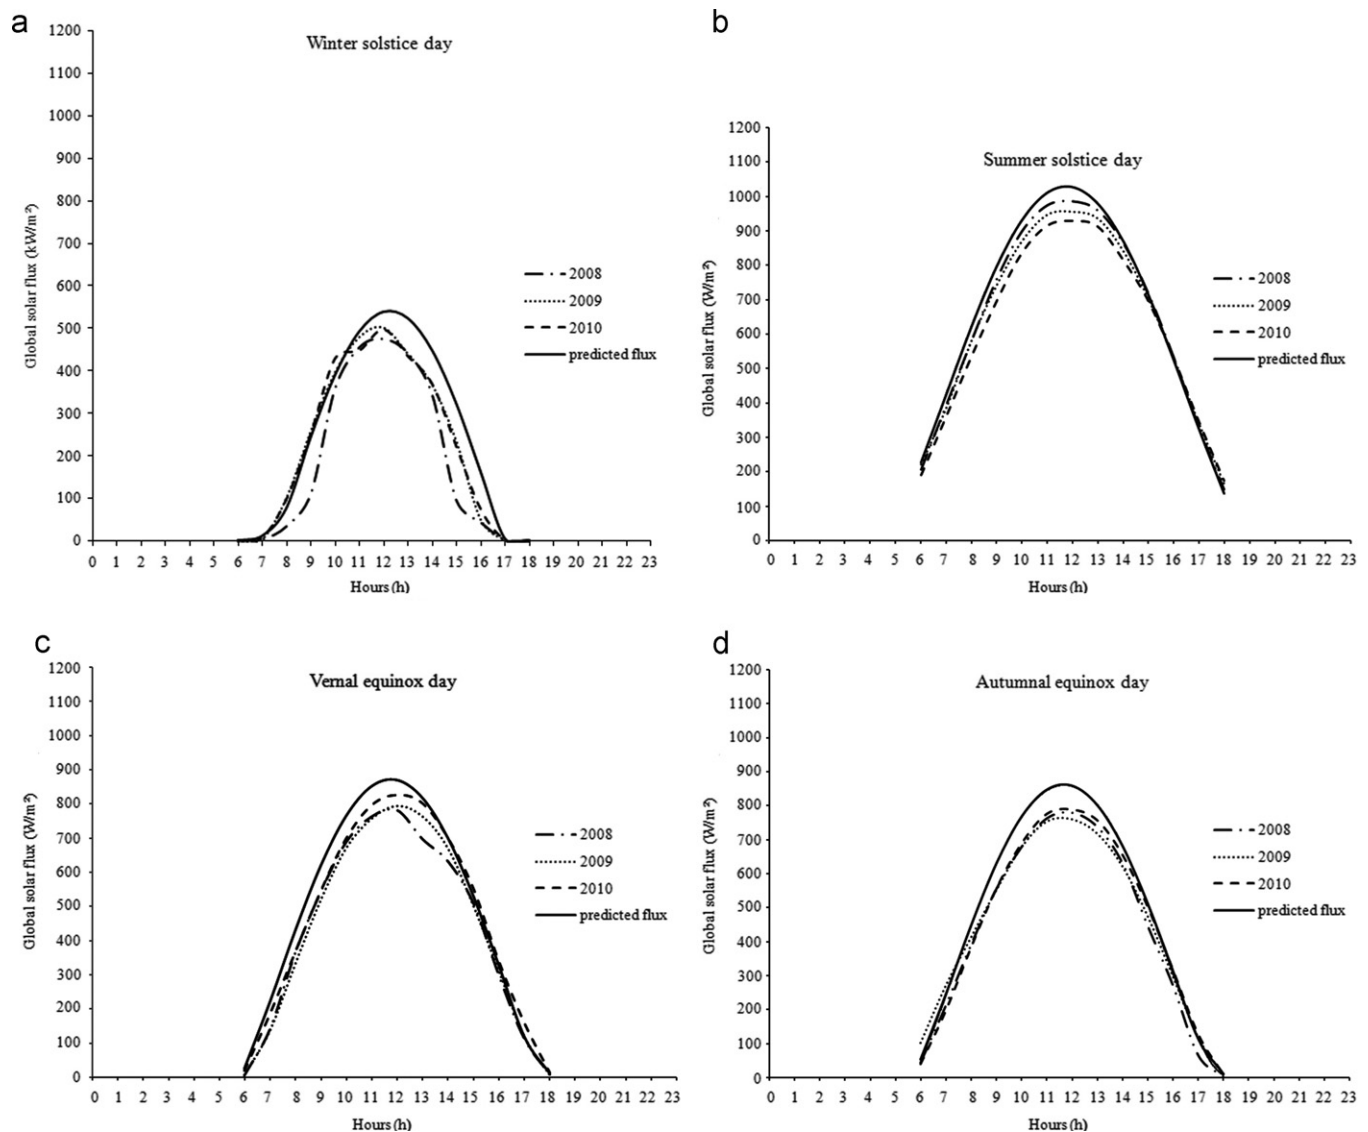 a
Winter solstice day
1200
1100
1000
900
800
700
600
500
400
300
200
100
0
Global solar flux (kW/m²)
2008
2009
2010
predicted flux
0 1 2 3 4 5 6 7 8 9 10 11 12 13 14 15 16 17 18 19 20 21 22 23
Hours (h)
b
Summer solstice day
1200
1100
1000
900
800
700
600
500
400
300
200
100
0
Global solar flux (W/m²)
2008
2009
2010
predicted flux
0 1 2 3 4 5 6 7 8 9 10 11 12 13 14 15 16 17 18 19 20 21 22 23
Hours (h)
c
Vernal equinox day
1200
1100
1000
900
800
700
600
500
400
300
200
100
0
Global solar flux (W/m²)
2008
2009
2010
predicted flux
0 1 2 3 4 5 6 7 8 9 10 11 12 13 14 15 16 17 18 19 20 21 22 23
Hours (h)
d
Autumnal equinox day
1200
1100
1000
900
800
700
600
500
400
300
200
100
0
Global solar flux (W/m²)
2008
2009
2010
predicted flux
0 1 2 3 4 5 6 7 8 9 10 11 12 13 14 15 16 17 18 19 20 21 22 23
Hours (h)